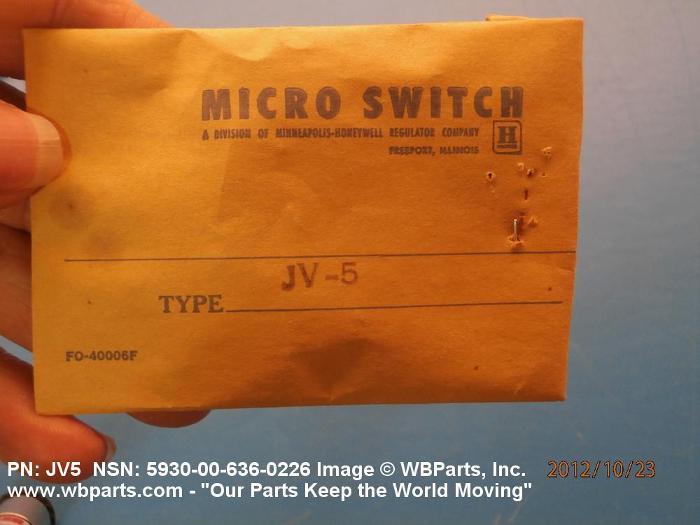 MICRO SWITCH
A DIVISION OF MINNEAPOLIS-HONEYWELL REGULATOR COMPANY
FREEPORT, ILLINOIS
H
JV-5
TYPE
FO-40006F
PN: JV5 NSN: 5930-00-636-0226 Image © WBParts, Inc. 2012/10/23
www.wbparts.com - "Our Parts Keep the World Moving"